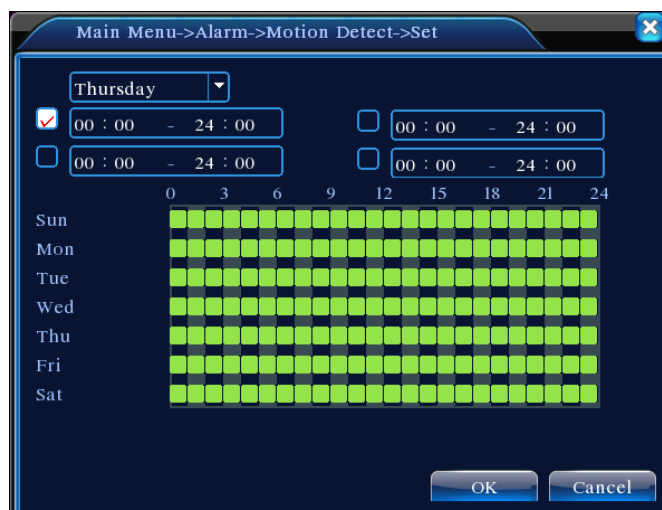 Main Menu->Alarm->Motion Detect->Set
Thursday
00 : 00 - 24 : 00 00 : 00 - 24 : 00
00 : 00 - 24 : 00 00 : 00 - 24 : 00
0 3 6 9 12 15 18 21 24
Sun
Mon
Tue
Wed
Thu
Fri
Sat
OK Cancel